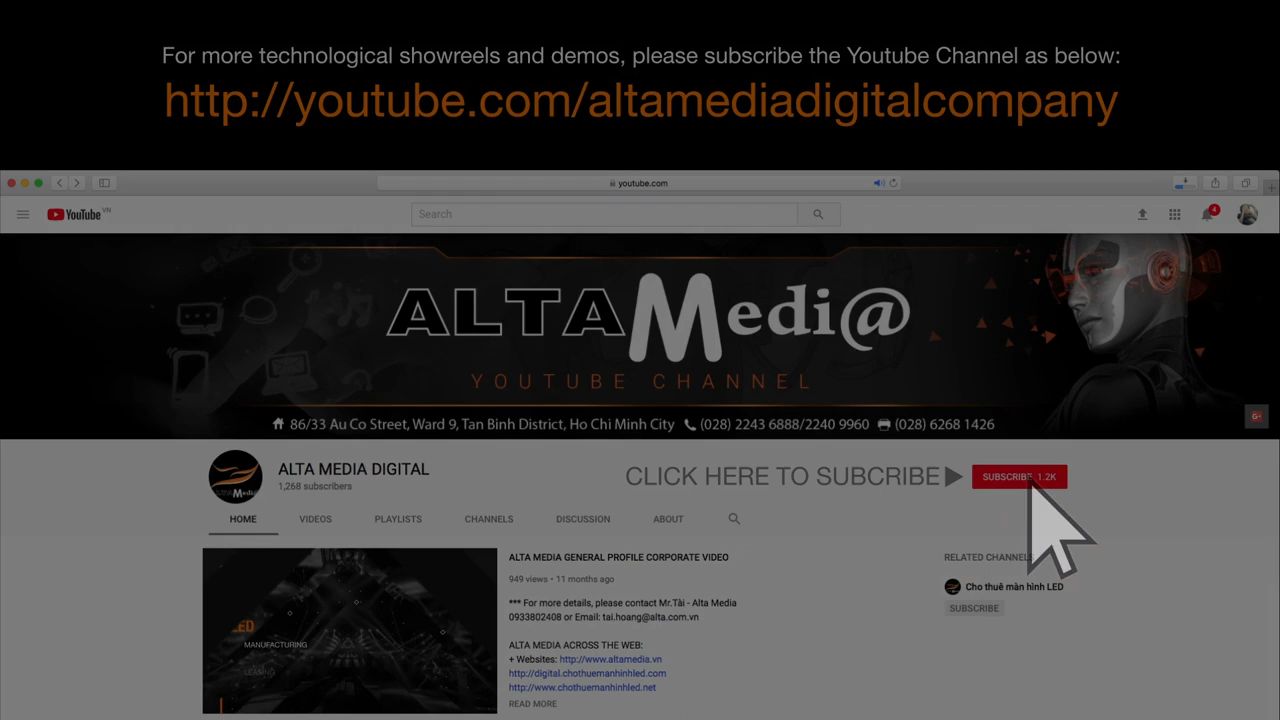 For more technological showreels and demos, please subscribe the Youtube Channel as below:
http://youtube.com/altamediadigitalcompany
youtube.com
YouTube VN
Search
4
ALTAMedi@
YOUTUBE CHANNEL
86/33 Au Co Street, Ward 9, Tan Binh District, Ho Chi Minh City (028) 2243 6888/2240 9960 (028) 6268 1426
G+
ALTA MEDIA DIGITAL
1,268 subscribers
CLICK HERE TO SUBCRIBE
SUBSCRIBE 1.2K
HOME VIDEOS PLAYLISTS CHANNELS DISCUSSION ABOUT
ALTA MEDIA GENERAL PROFILE CORPORATE VIDEO
949 views • 11 months ago
*** For more details, please contact Mr.Tài - Alta Media
0933802408 or Email: tai.hoang@alta.com.vn
ALTA MEDIA ACROSS THE WEB:
+ Websites: http://www.altamedia.vn
http://digital.chothuemanhinhled.com
http://www.chothuemanhinhled.net
READ MORE
LED
MANUFACTURING
LEASING
RELATED CHANNELS
Cho thuê màn hình LED
SUBSCRIBE